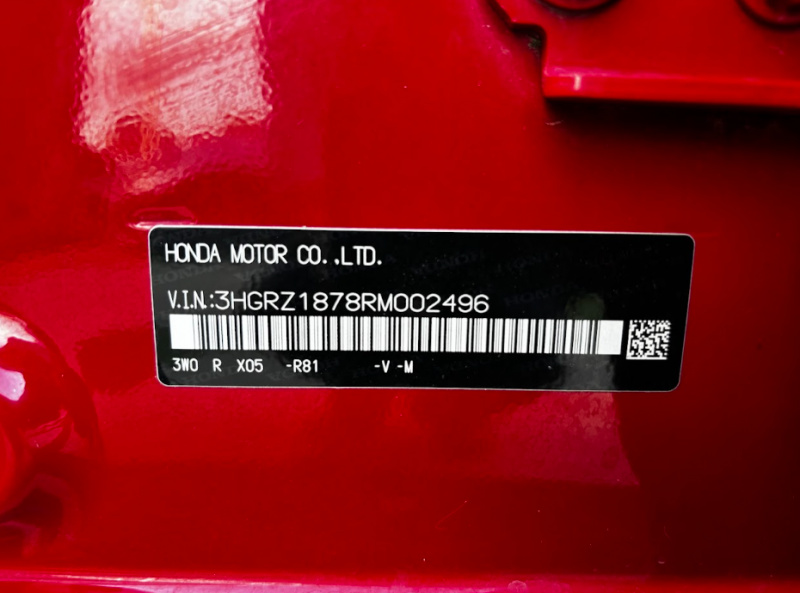 HONDA MOTOR CO.,LTD.
V.I.N.:3HGRZ1878RM002496
3W0 R X05 -R81 -V -M